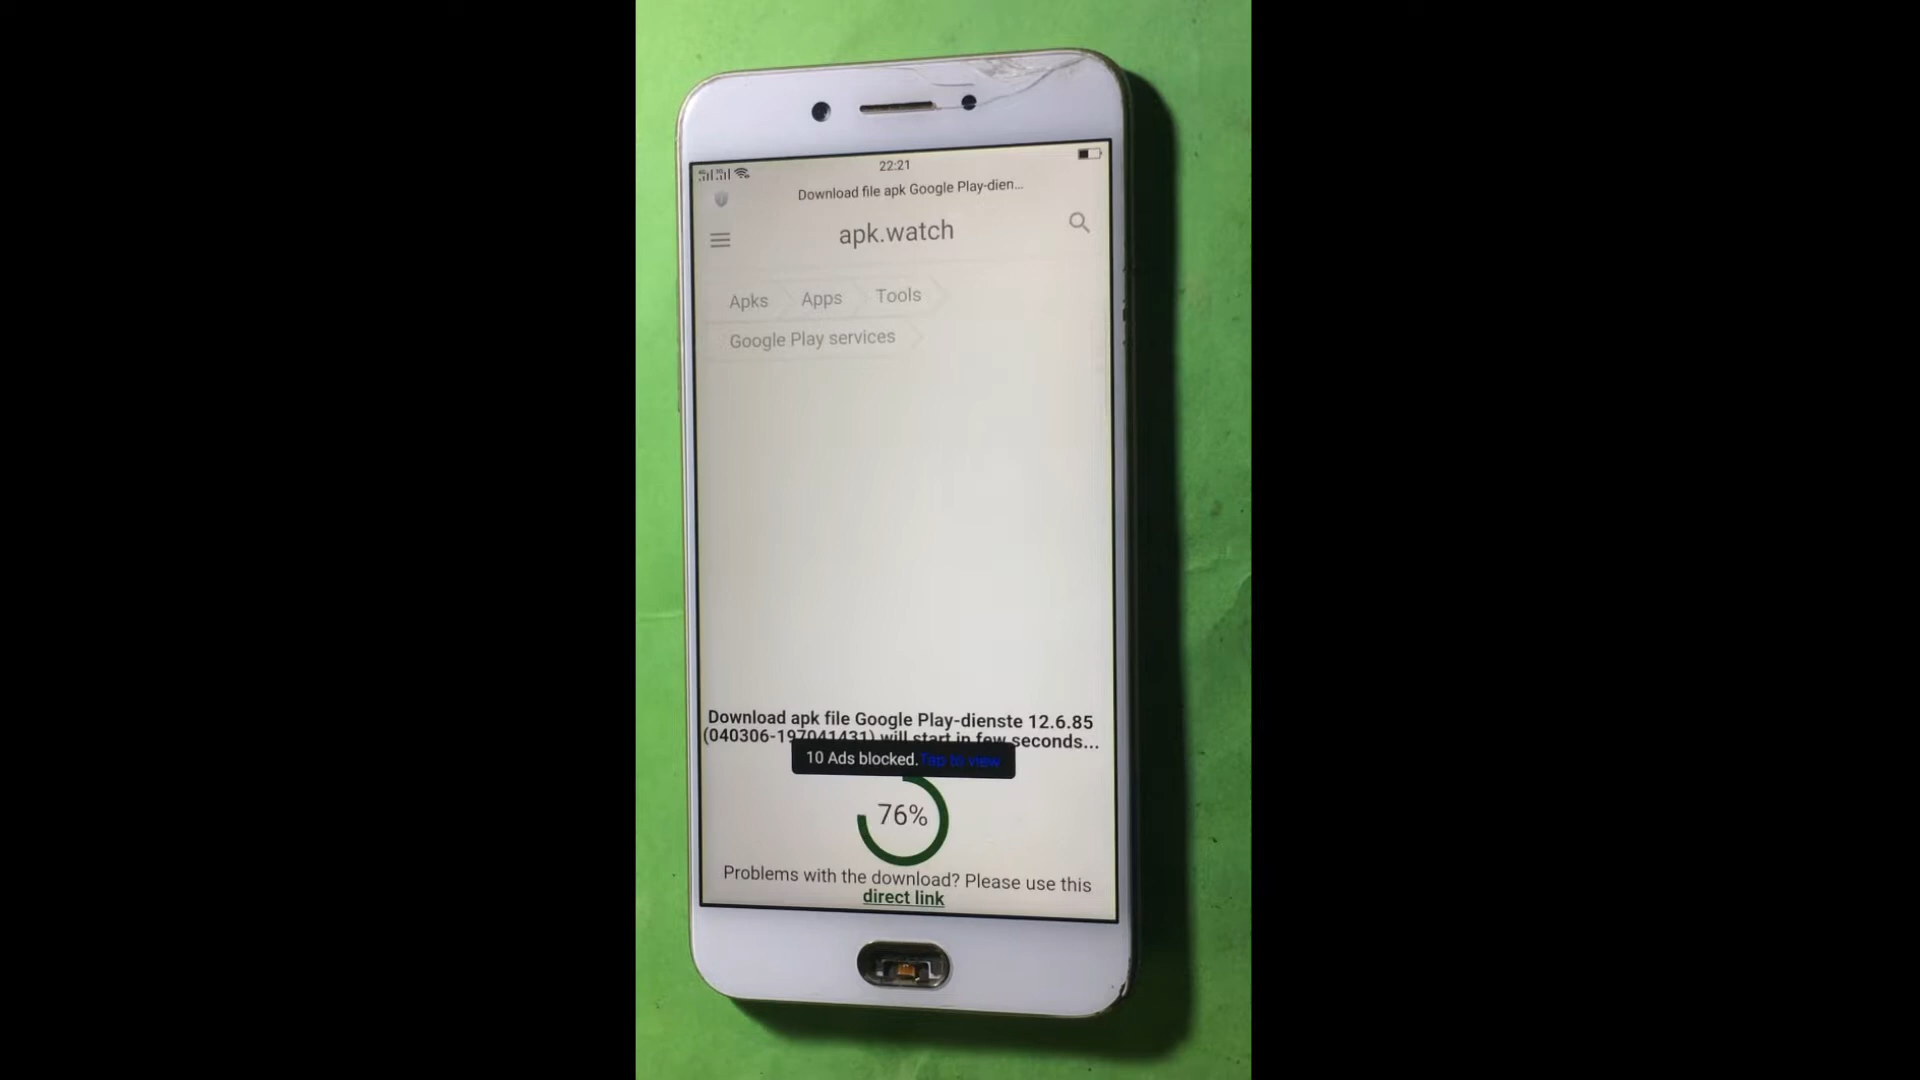 22:21
Download file apk Google Play-dien...
apk.watch
Apks Apps Tools
Google Play services
Download apk file Google Play-dienste 12.6.85
(040306-197041431) will start in few seconds...
10 Ads blocked. Tap to view
76%
Problems with the download? Please use this
direct link